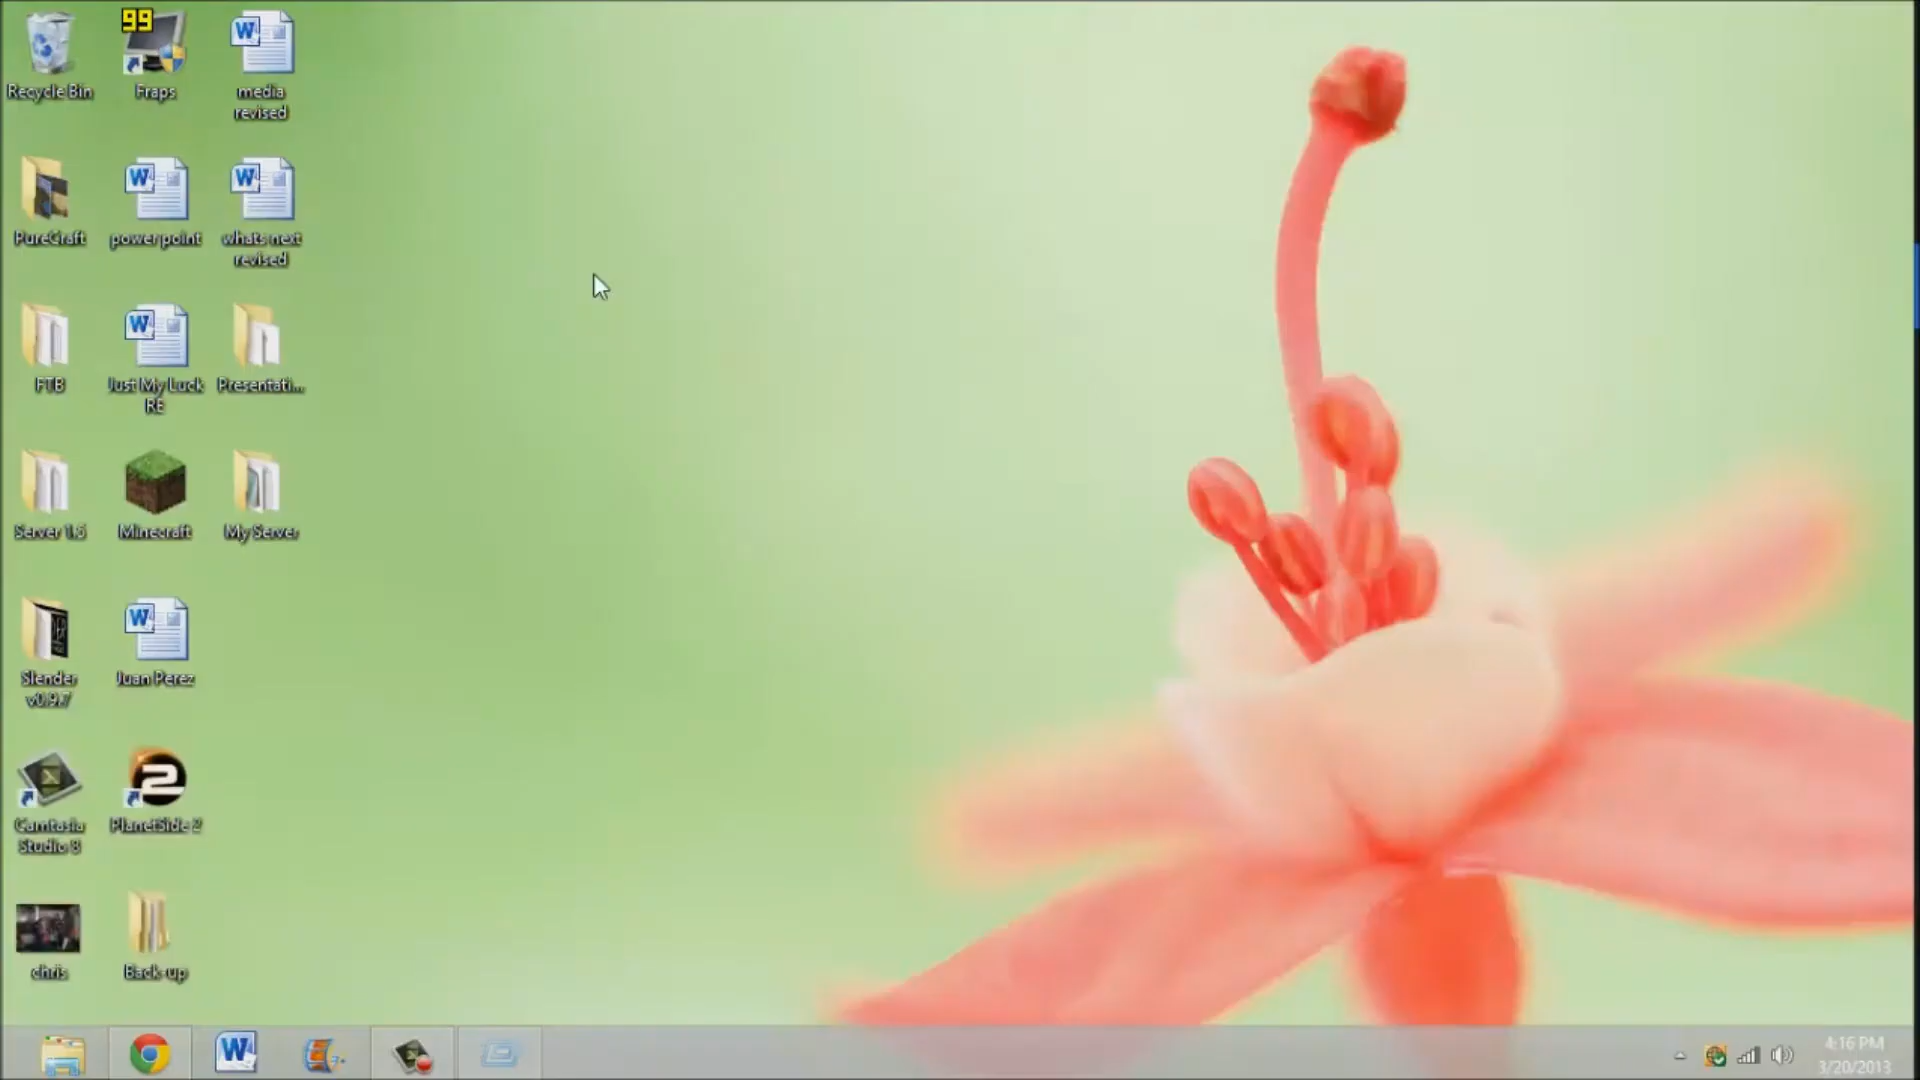 99
Recycle Bin
Fraps
media
revised
PureCraft
powerpoint
whats next
revised
FTB
Just My Luck
RE
Presentati...
Server 1.5
Minecraft
My Server
Slender
v0.9.7
Juan Perez
Camtasia
Studio 8
PlanetSide 2
chris
Back-up
4:16 PM
3/20/2013